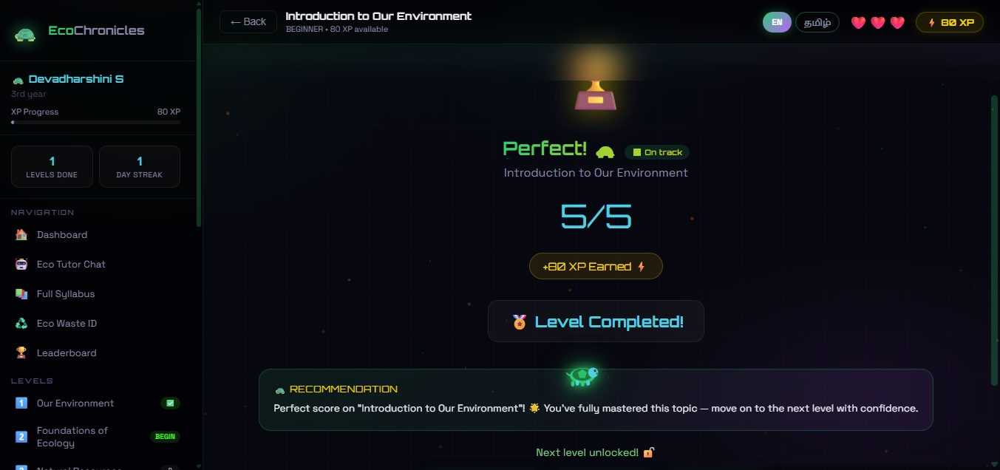 EcoChronicles
Devadharshini S
3rd year
XP Progress 80 XP
1
LEVELS DONE
1
DAY STREAK
NAVIGATION
Dashboard
Eco Tutor Chat
Full Syllabus
Eco Waste ID
Leaderboard
LEVELS
1 Our Environment
2 Foundations of
Ecology
BEGIN
← Back
Introduction to Our Environment
BEGINNER • 80 XP available
EN
தமிழ்
80 XP
Perfect!
On track
Introduction to Our Environment
5/5
+80 XP Earned
Level Completed!
RECOMMENDATION
Perfect score on "Introduction to Our Environment"! You've fully mastered this topic — move on to the next level with confidence.
Next level unlocked!